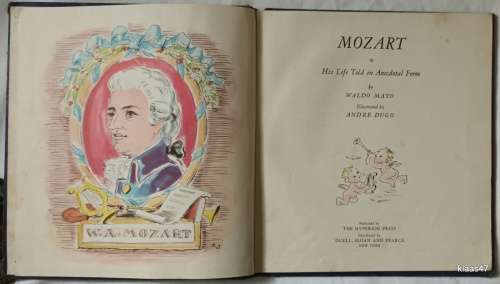 W.A.MOZART
MOZART
His Life Told in Anecdotal Form
by
WALDO MAYO
Illustrated by
ANDRE DUGO
Published by
THE HYPERION PRESS
Distributed by
DUELL, SLOAN AND PEARCE
NEW YORK
klaas47